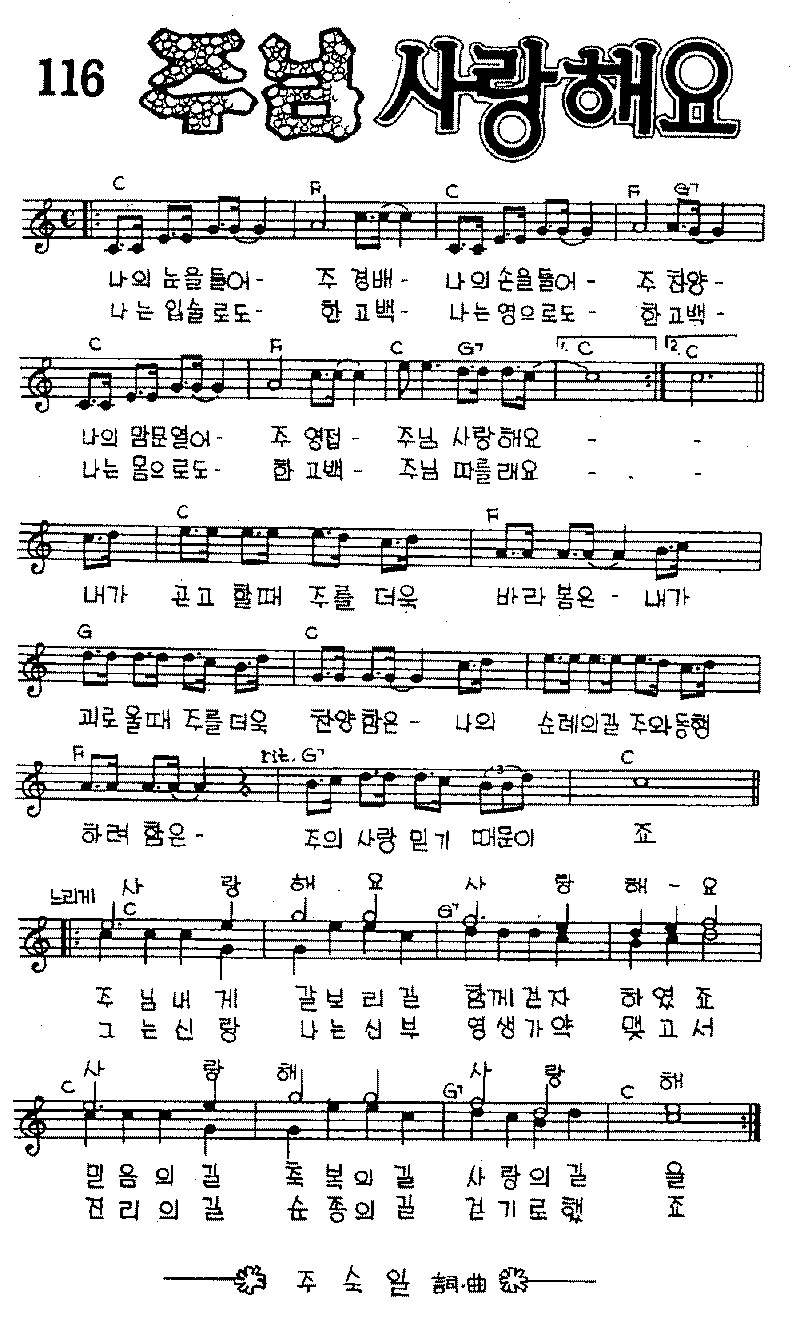 116 주님 사랑해요
C F C F G7
나의 눈을들어- 주 경배- 나의손을들어 - 주 찬양-
나는 입술로도- 한 고백- 나는영으로도- 한고백-
C F C G7 1. C 2. C
나의 맘문열어- 주 영접 - 주님 사랑해요 - -
나는 몸으로도- 한 고백- 주님 따를래요 - . -
C F
내가 곤고 할때 주를 더욱 바라 봄은 - 내가
G C
괴로울때 주를더욱 찬양함은- 나의 순례의길 주와동행
F rit. G7 C
하려 함은- 주의 사랑 믿기 때문이 죠
느리게 사 랑 해 요 사 랑 해 - 요
C G7
주 님 내 게 갈 보 리 길 함께 걷자 하 였 죠
그 는 신 랑 나 는 신 부 영생가약 맺 고 서
사 랑 해 사 랑 해
C G7 C
믿 음 의 길 축 복 의 길 사 랑 의 길 을
진 리 의 길 순 종 의 길 걷 기 로 했 죠
주 숙 일 詞·曲